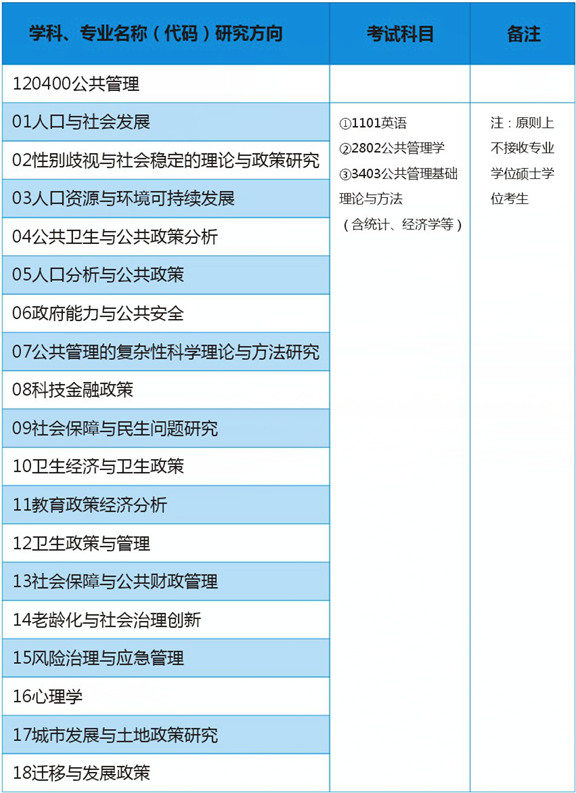 学科、专业名称（代码）研究方向
考试科目
备注
120400公共管理
01人口与社会发展
02性别歧视与社会稳定的理论与政策研究
03人口资源与环境可持续发展
04公共卫生与公共政策分析
05人口分析与公共政策
06政府能力与公共安全
07公共管理的复杂性科学理论与方法研究
08科技金融政策
09社会保障与民生问题研究
10卫生经济与卫生政策
11教育政策经济分析
12卫生政策与管理
13社会保障与公共财政管理
14老龄化与社会治理创新
15风险治理与应急管理
16心理学
17城市发展与土地政策研究
18迁移与发展政策
①1101英语
②2802公共管理学
③3403公共管理基础
理论与方法
（含统计、经济学等）
注：原则上
不接收专业
学位硕士学
位考生